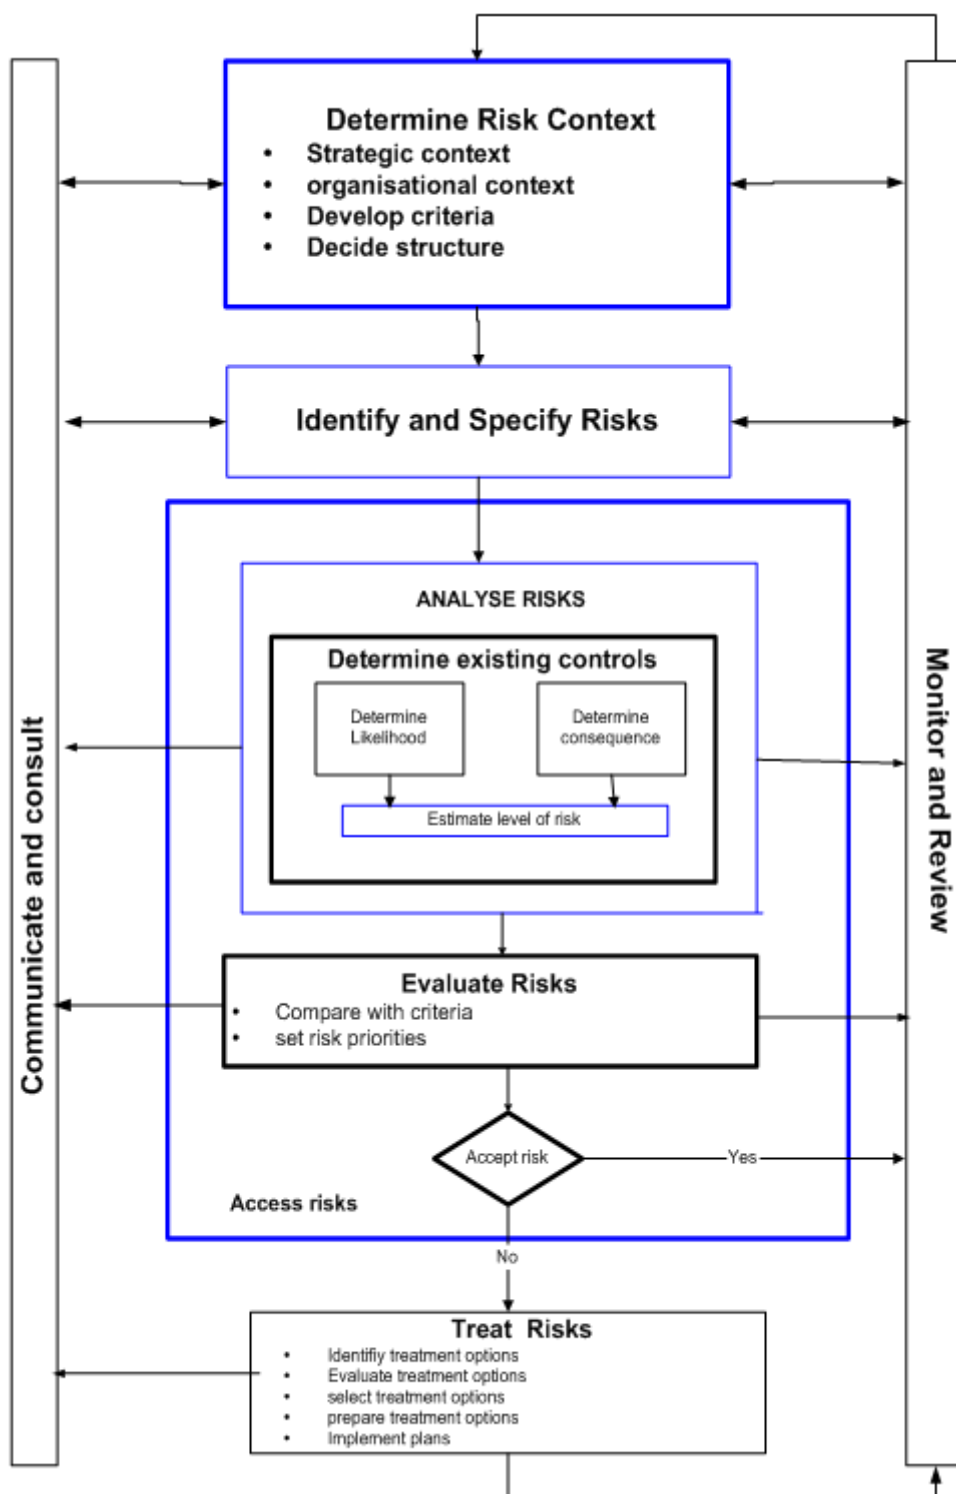 Determine Risk Context
• Strategic context
• organisational context
• Develop criteria
• Decide structure
Identify and Specify Risks
ANALYSE RISKS
Determine existing controls
Determine
Likelihood
Determine
consequence
Estimate level of risk
Evaluate Risks
• Compare with criteria
• set risk priorities
Accept risk
Yes
Access risks
No
Treat Risks
• Identifiy treatment options
• Evaluate treatment options
• select treatment options
• prepare treatment options
• Implement plans
Communicate and consult
Monitor and Review